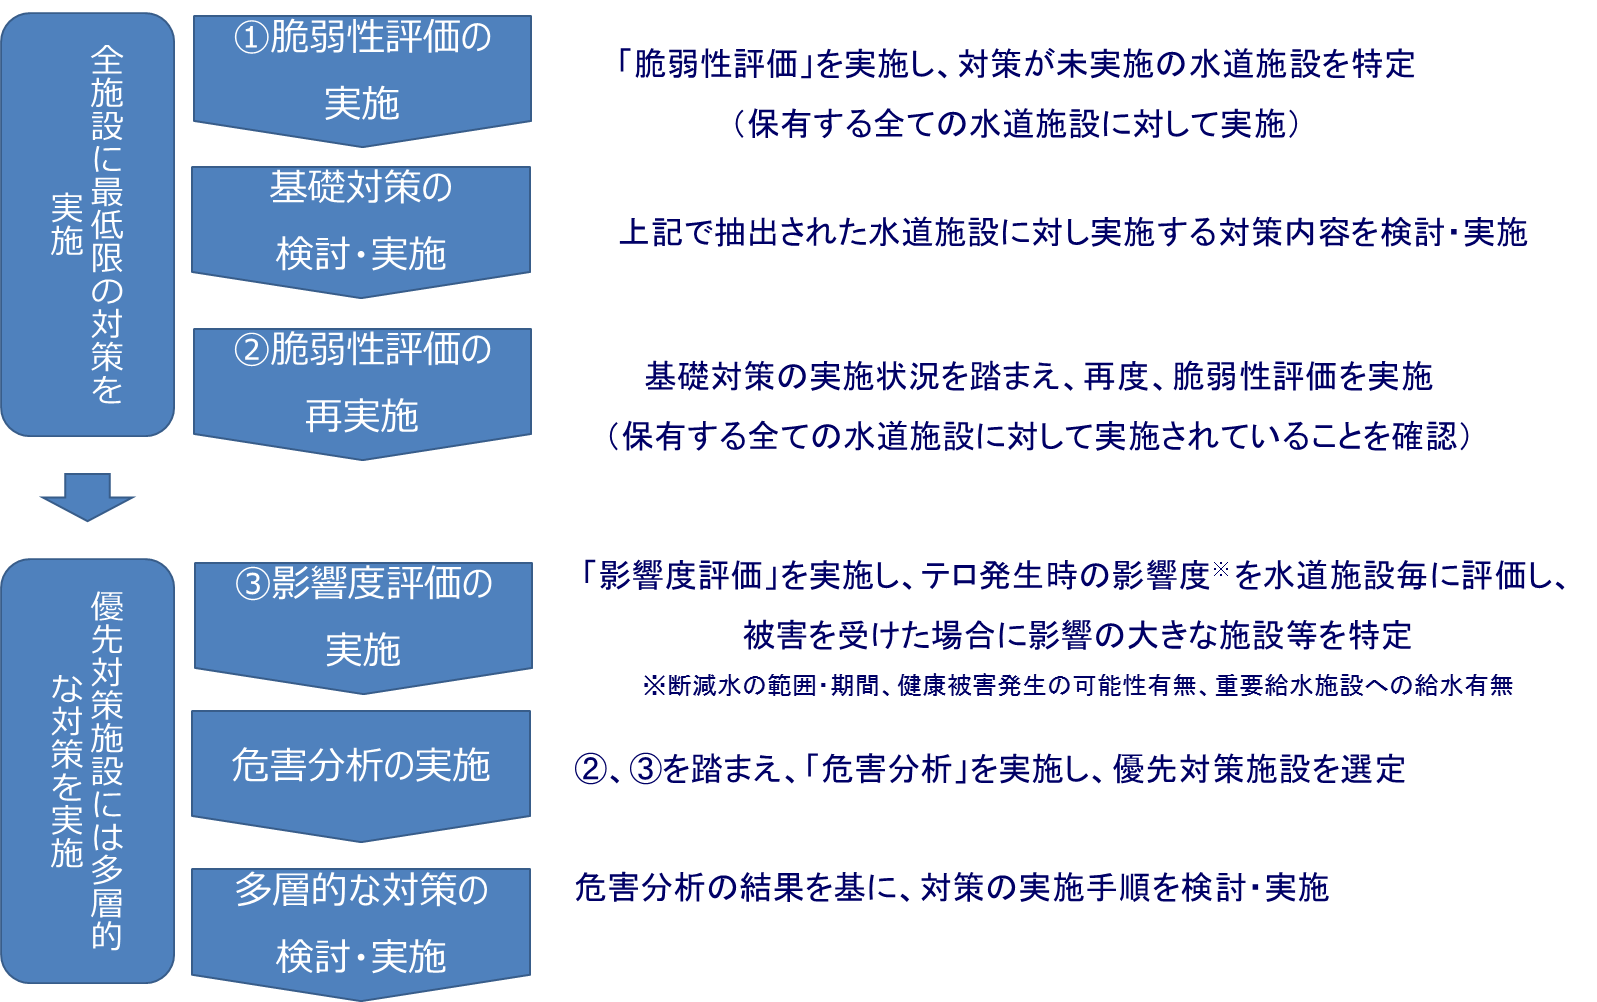 全施設に最低限の対策を
実施
①脆弱性評価の
実施
「脆弱性評価」を実施し、対策が未実施の水道施設を特定
（保有する全ての水道施設に対して実施）
基礎対策の
検討・実施
上記で抽出された水道施設に対し実施する対策内容を検討・実施
②脆弱性評価の
再実施
基礎対策の実施状況を踏まえ、再度、脆弱性評価を実施
（保有する全ての水道施設に対して実施されていることを確認）
優先対策施設には多層的
な対策を実施
③影響度評価の
実施
「影響度評価」を実施し、テロ発生時の影響度※を水道施設毎に評価し、
被害を受けた場合に影響の大きな施設等を特定
※断減水の範囲・期間、健康被害発生の可能性有無、重要給水施設への給水有無
危害分析の実施
②、③を踏まえ、「危害分析」を実施し、優先対策施設を選定
多層的な対策の
検討・実施
危害分析の結果を基に、対策の実施手順を検討・実施